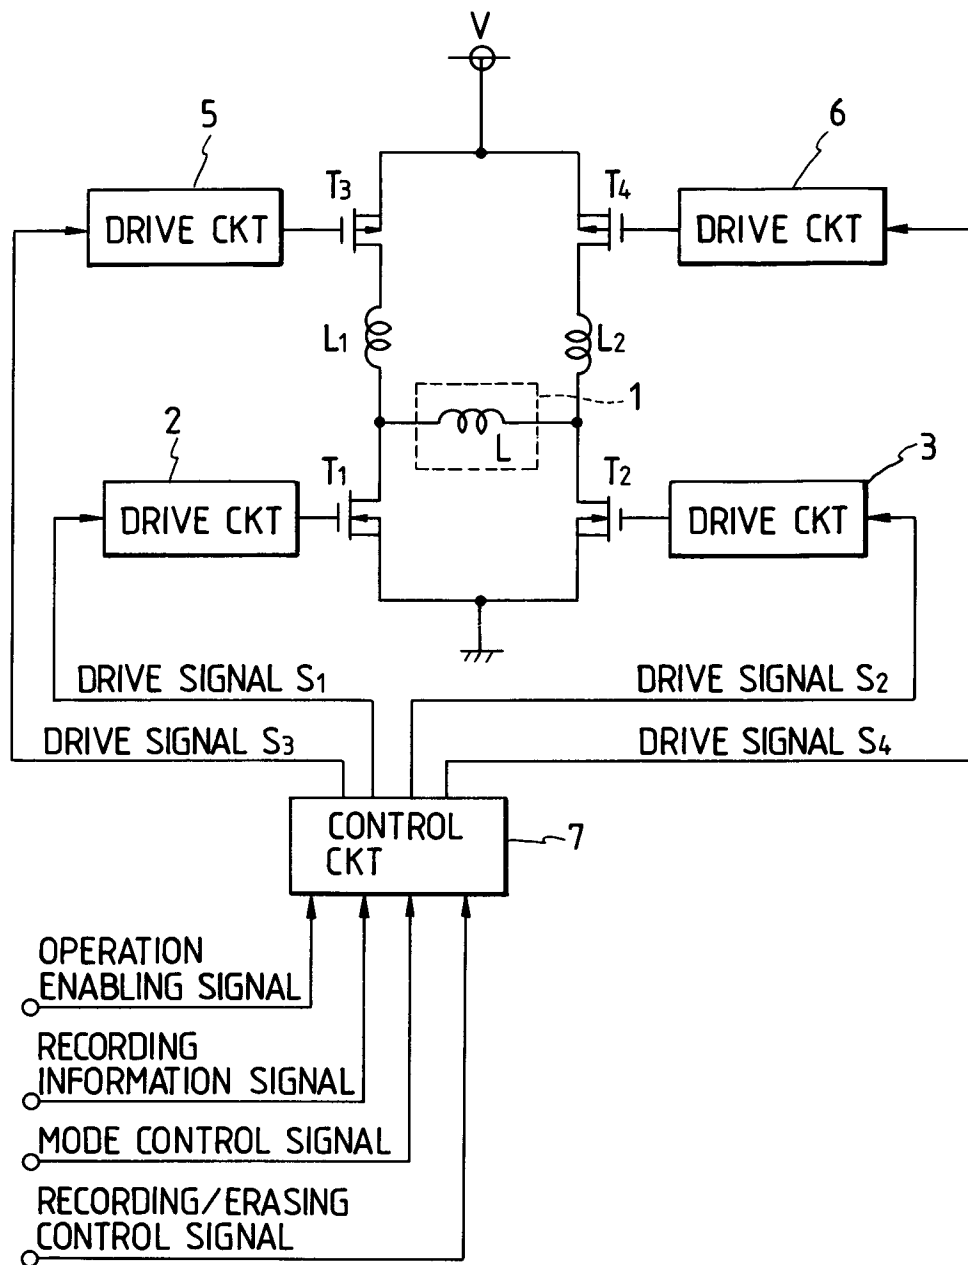 V
5
6
T3
T4
DRIVE CKT
DRIVE CKT
L1
L2
1
L
2
3
T1
T2
DRIVE CKT
DRIVE CKT
DRIVE SIGNAL S1
DRIVE SIGNAL S2
DRIVE SIGNAL S3
DRIVE SIGNAL S4
CONTROL
CKT
7
OPERATION
ENABLING SIGNAL
RECORDING
INFORMATION SIGNAL
MODE CONTROL SIGNAL
RECORDING/ERASING
CONTROL SIGNAL